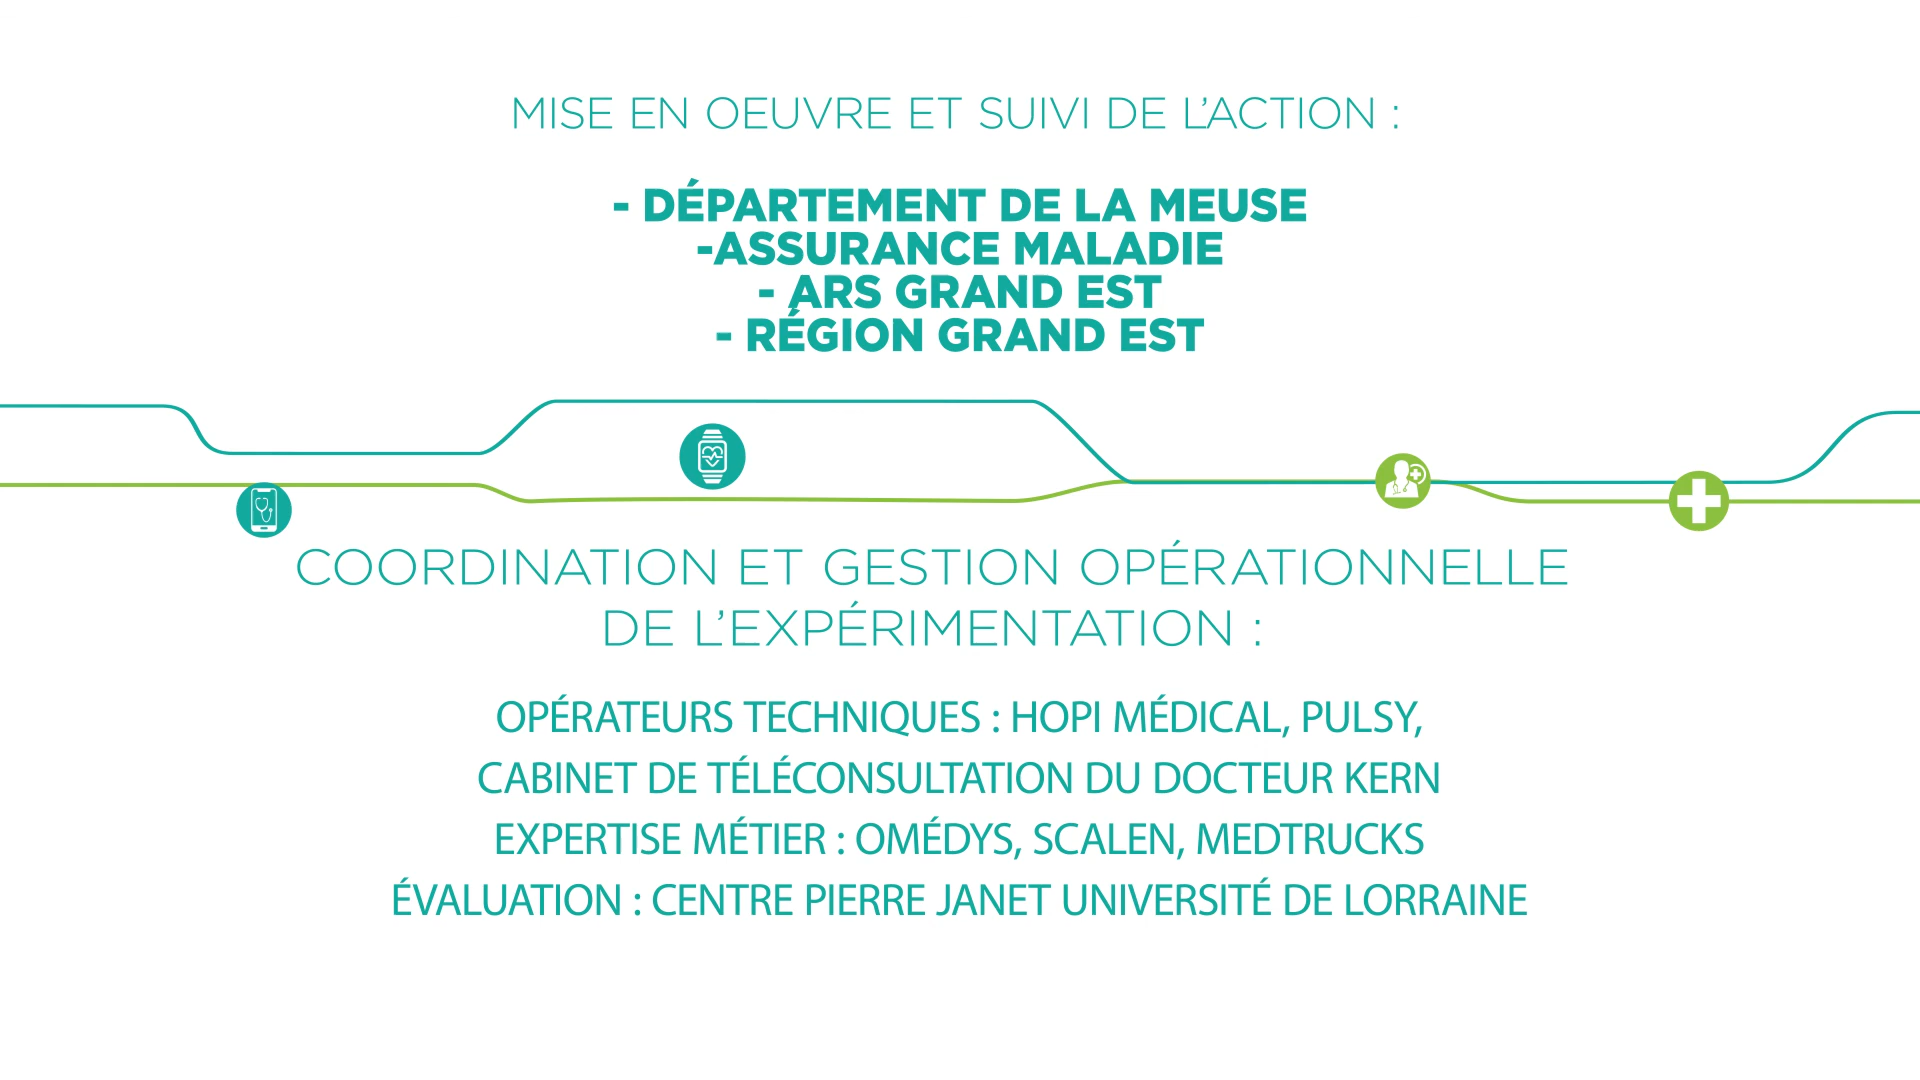 MISE EN OEUVRE ET SUIVI DE L’ACTION :
- DÉPARTEMENT DE LA MEUSE
-ASSURANCE MALADIE
- ARS GRAND EST
- RÉGION GRAND EST
COORDINATION ET GESTION OPÉRATIONNELLE
DE L’EXPÉRIMENTATION :
OPÉRATEURS TECHNIQUES : HOPI MÉDICAL, PULSY,
CABINET DE TÉLÉCONSULTATION DU DOCTEUR KERN
EXPERTISE MÉTIER : OMÉDYS, SCALEN, MEDTRUCKS
ÉVALUATION : CENTRE PIERRE JANET UNIVERSITÉ DE LORRAINE